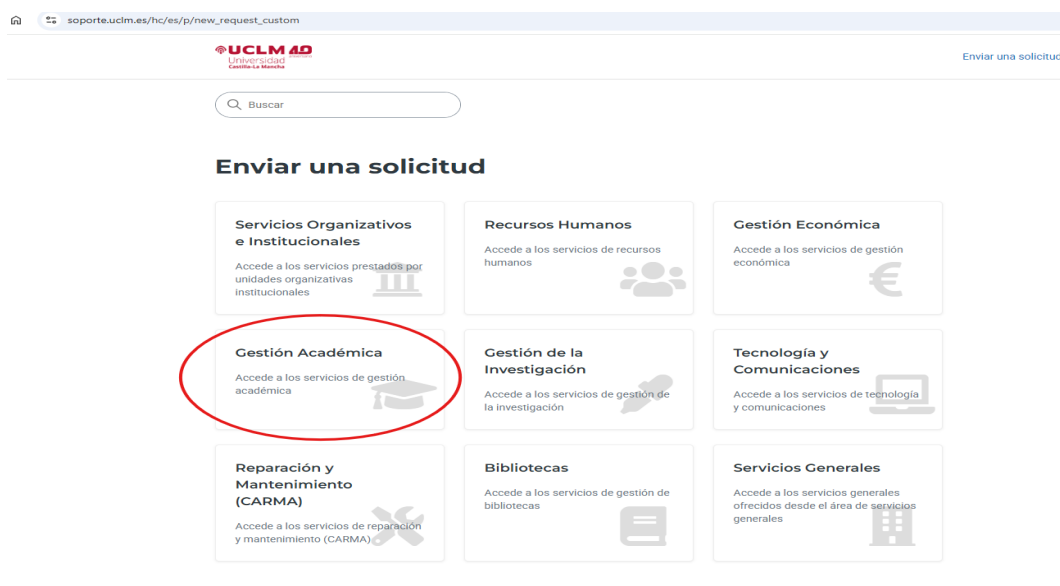 soporte.uclm.es/hc/es/p/new_request_custom
UCLM
Universidad
Castilla-La Mancha
Enviar una solicitud
Buscar
Enviar una solicitud
Servicios Organizativos
e Institucionales
Accede a los servicios prestados por
unidades organizativas
institucionales
Recursos Humanos
Accede a los servicios de recursos
humanos
Gestión Económica
Accede a los servicios de gestión
económica
Gestión Académica
Accede a los servicios de gestión
académica
Gestión de la
Investigación
Accede a los servicios de gestión de
la investigación
Tecnología y
Comunicaciones
Accede a los servicios de tecnología
y comunicaciones
Reparación y
Mantenimiento
(CARMA)
Accede a los servicios de reparación
y mantenimiento (CARMA)
Bibliotecas
Accede a los servicios de gestión de
bibliotecas
Servicios Generales
Accede a los servicios generales
ofrecidos desde el área de servicios
generales